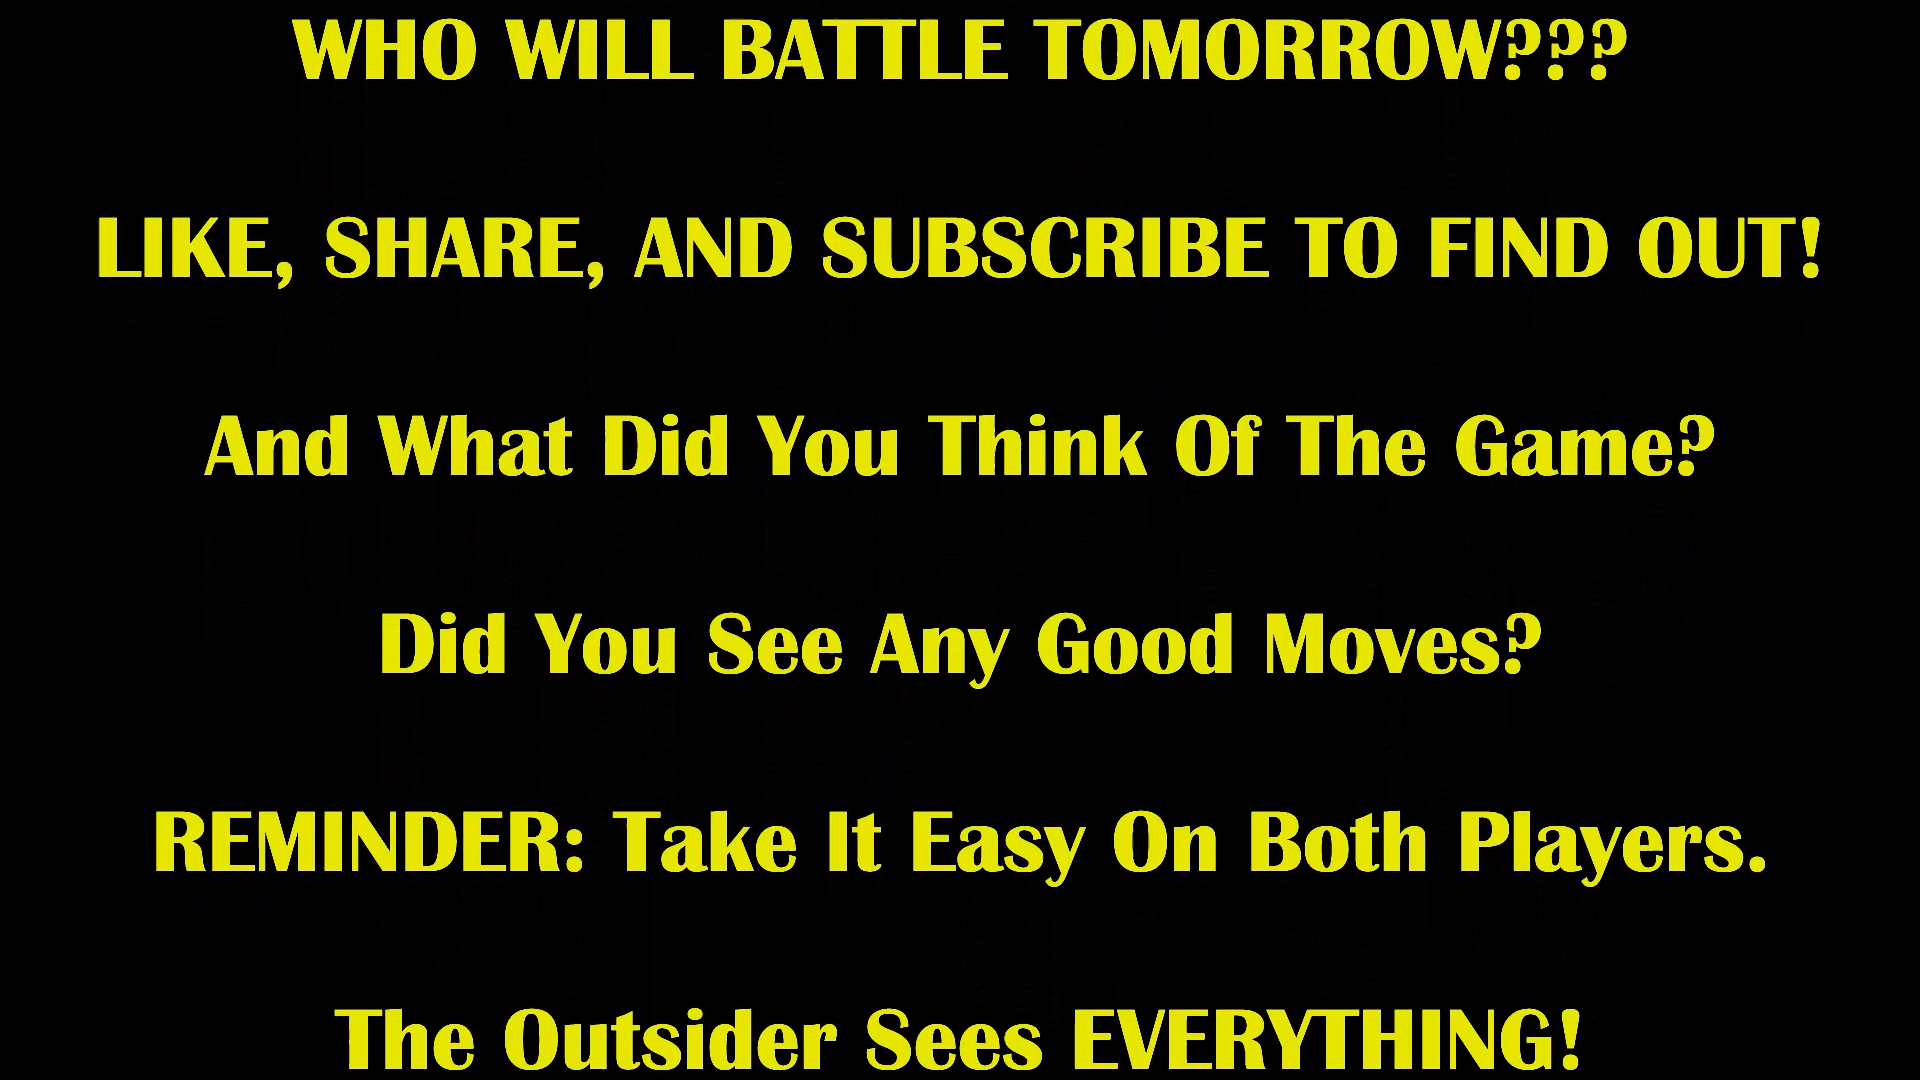 WHO WILL BATTLE TOMORROW???
LIKE, SHARE, AND SUBSCRIBE TO FIND OUT!
And What Did You Think Of The Game?
Did You See Any Good Moves?
REMINDER: Take It Easy On Both Players.
The Outsider Sees EVERYTHING!